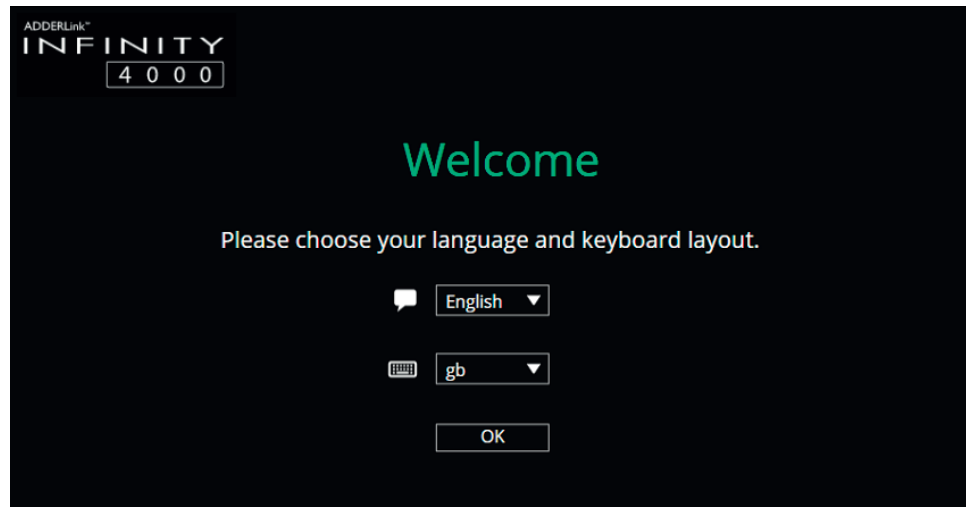 ADDERLink™
INFINITY
4000
Welcome
Please choose your language and keyboard layout.
English
gb
OK